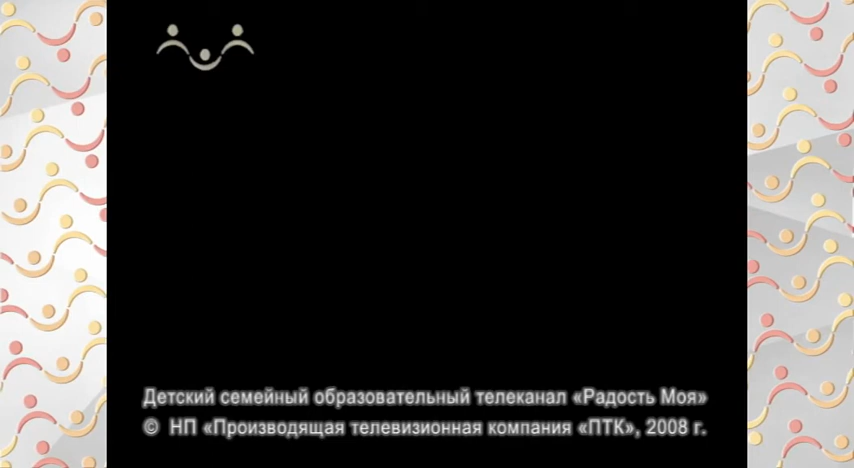 Детский семейный образовательный телеканал «Радость Моя»
© НП «Производящая телевизионная компания «ПТК», 2008 г.